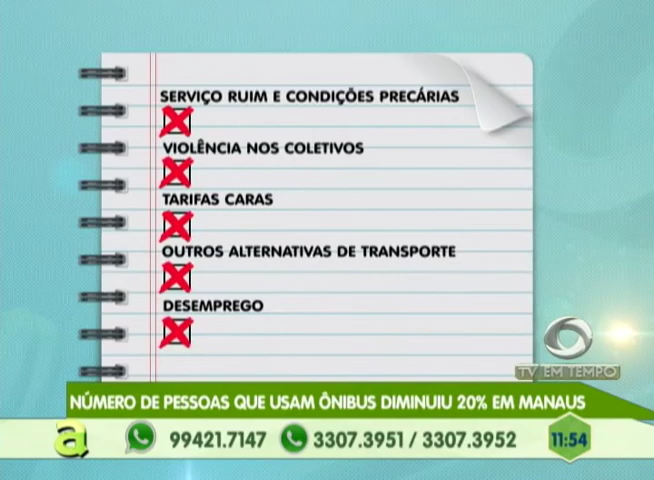 SERVIÇO RUIM E CONDIÇÕES PRECÁRIAS
VIOLÊNCIA NOS COLETIVOS
TARIFAS CARAS
OUTROS ALTERNATIVAS DE TRANSPORTE
DESEMPREGO
TV EM TEMPO
NÚMERO DE PESSOAS QUE USAM ÔNIBUS DIMINUIU 20% EM MANAUS
a 99421.7147 3307.3951 / 3307.3952 11:54